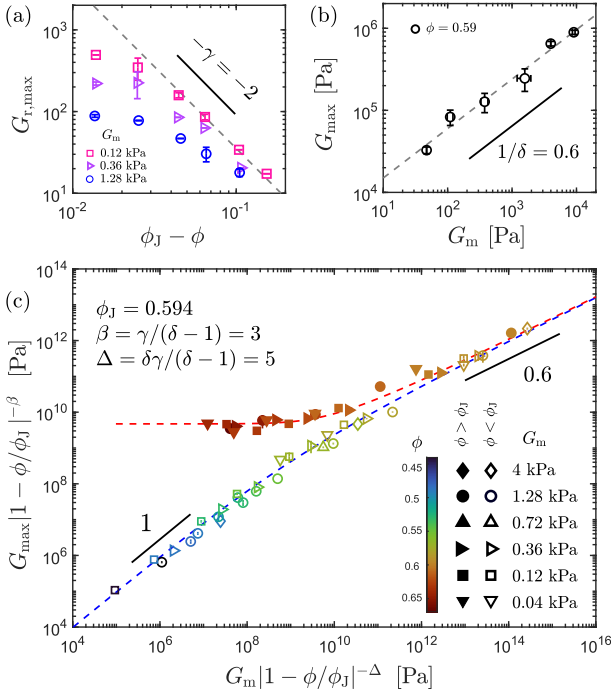 (a)
G_r,max
10^3
10^2
10^1
−γ = −2
G_m
0.12 kPa
0.36 kPa
1.28 kPa
10^-2
10^-1
ϕ_J − ϕ
(b)
G_max [Pa]
10^6
10^5
10^4
ϕ = 0.59
1/δ = 0.6
10^1
10^2
10^3
10^4
G_m [Pa]
(c)
G_max|1 − ϕ/ϕ_J|^−β [Pa]
10^14
10^12
10^10
10^8
10^6
10^4
ϕ_J = 0.594
β = γ/(δ − 1) = 3
Δ = δγ/(δ − 1) = 5
0.6
1
ϕ
0.45
0.5
0.55
0.6
0.65
ϕ > ϕ_J
ϕ < ϕ_J
G_m
4 kPa
1.28 kPa
0.72 kPa
0.36 kPa
0.12 kPa
0.04 kPa
10^4
10^6
10^8
10^10
10^12
10^14
10^16
G_m|1 − ϕ/ϕ_J|^−Δ [Pa]